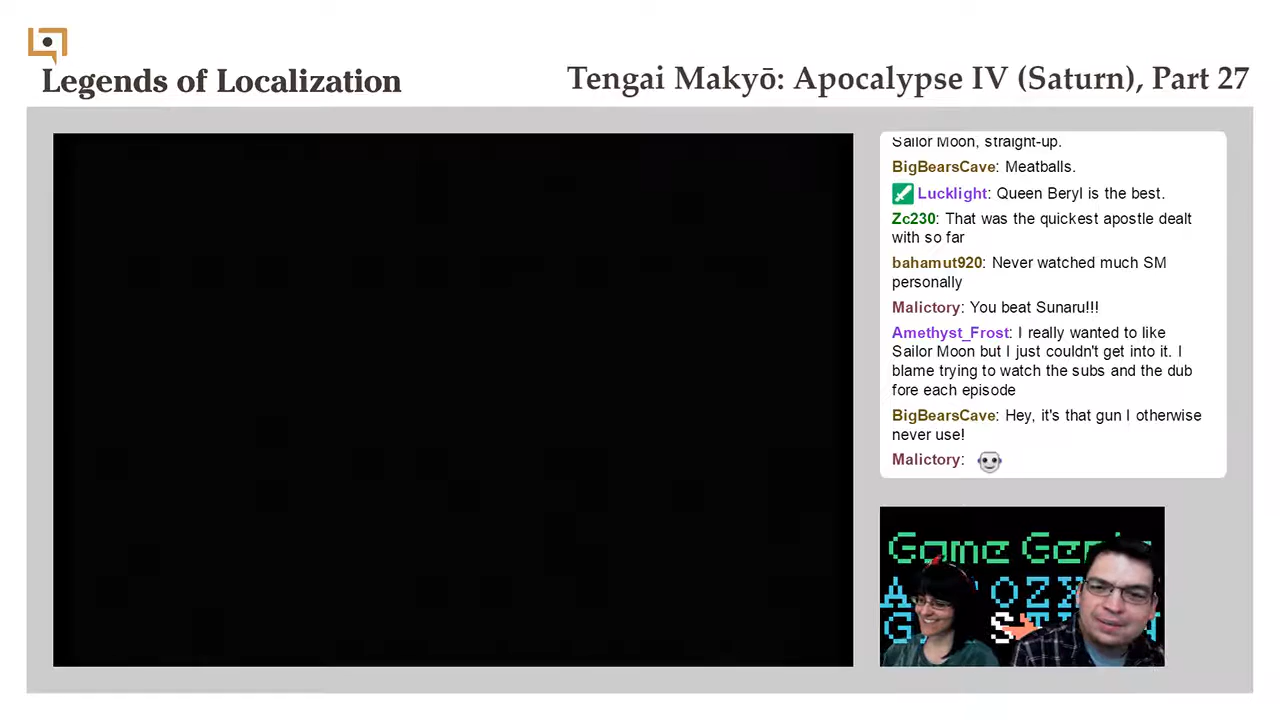 Legends of Localization
Tengai Makyō: Apocalypse IV (Saturn), Part 27
Sailor Moon, straight-up.
BigBearsCave: Meatballs.
Lucklight: Queen Beryl is the best.
Zc230: That was the quickest apostle dealt
with so far
bahamut920: Never watched much SM
personally
Malictory: You beat Sunaru!!!
Amethyst_Frost: I really wanted to like
Sailor Moon but I just couldn't get into it. I
blame trying to watch the subs and the dub
fore each episode
BigBearsCave: Hey, it's that gun I otherwise
never use!
Malictory:
Game